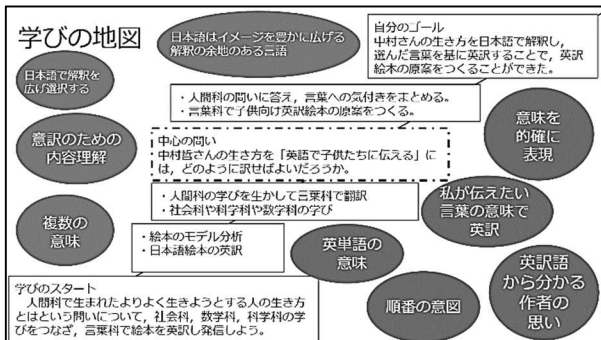 学びの地図
日本語はイメージを豊かに広げる
解釈の余地のある言語
自分のゴール
中村さんの生き方を日本語で解釈し,
選んだ言葉を基に英訳することで,英訳
絵本の原案をつくることができた。
日本語で解釈を
広げ選択する
・人間科の問いに答え,言葉への気付きをまとめる。
・言葉科で子供向け英訳絵本の原案をつくる。
意訳のための
内容理解
意味を
的確に
表現
中心の問い
中村哲さんの生き方を「英語で子供たちに伝える」に
は,どのように訳せばよいだろうか。
・人間科の学びを生かして言葉科で翻訳
・社会科や科学科や数学科の学び
私が伝えたい
言葉の意味で
英訳
複数の
意味
・絵本のモデル分析
・日本語絵本の英訳
英単語の
意味
英訳語
から分かる
作者の
思い
順番の意図
学びのスタート
人間科で生まれたよりよく生きようとする人の生き方
とはという問いについて,社会科,数学科,科学科の学
びをつなぎ,言葉科で絵本を英訳し発信しよう。